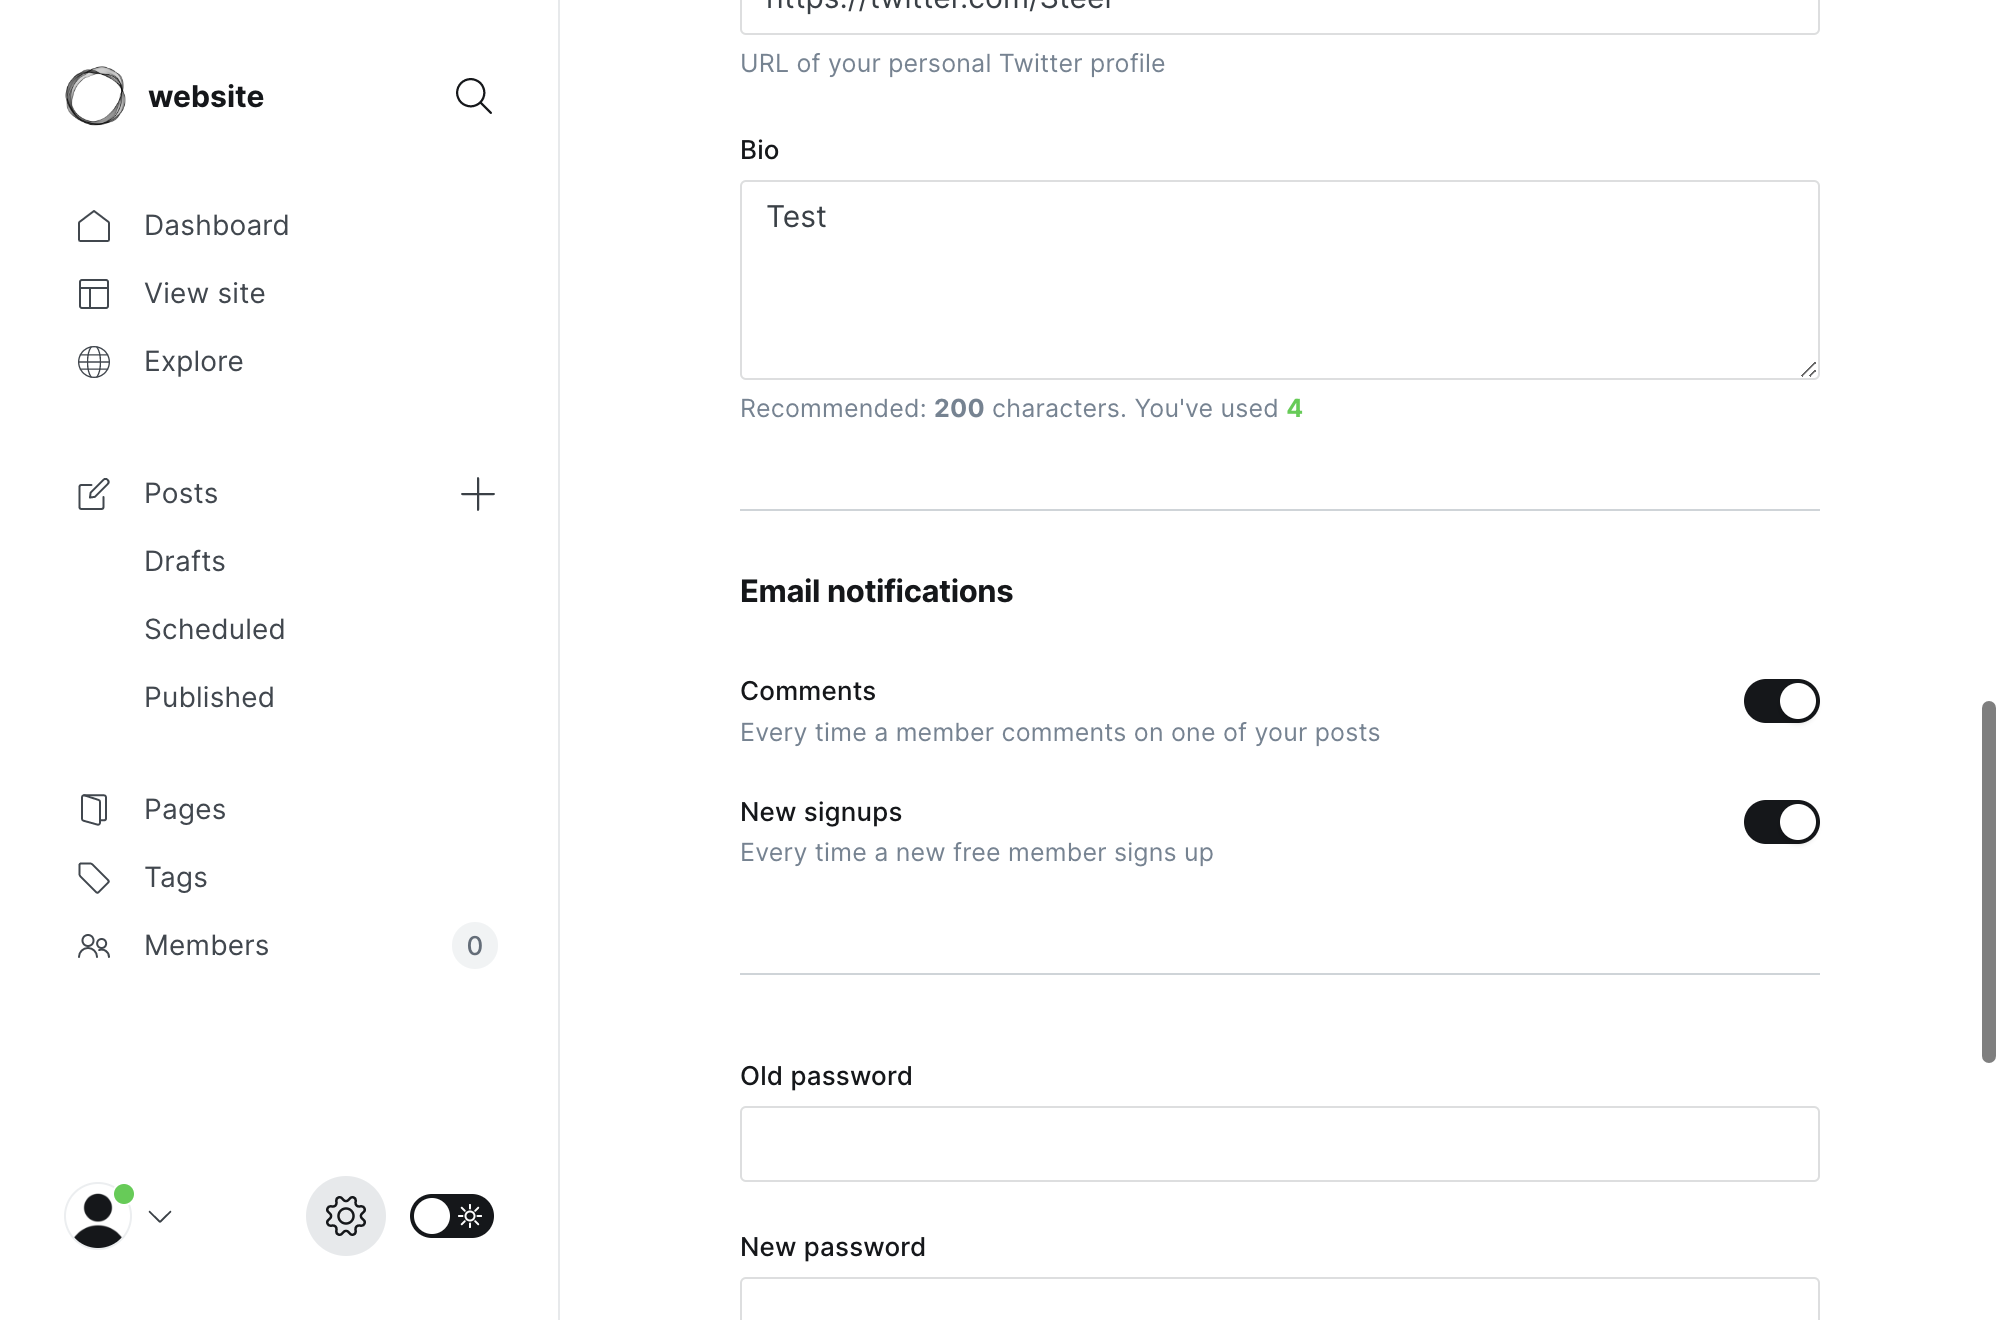 website
Dashboard
View site
Explore
Posts
Drafts
Scheduled
Published
Pages
Tags
Members
0
https://twitter.com/Steel
URL of your personal Twitter profile
Bio
Test
Recommended: 200 characters. You've used 4
Email notifications
Comments
Every time a member comments on one of your posts
New signups
Every time a new free member signs up
Old password
New password